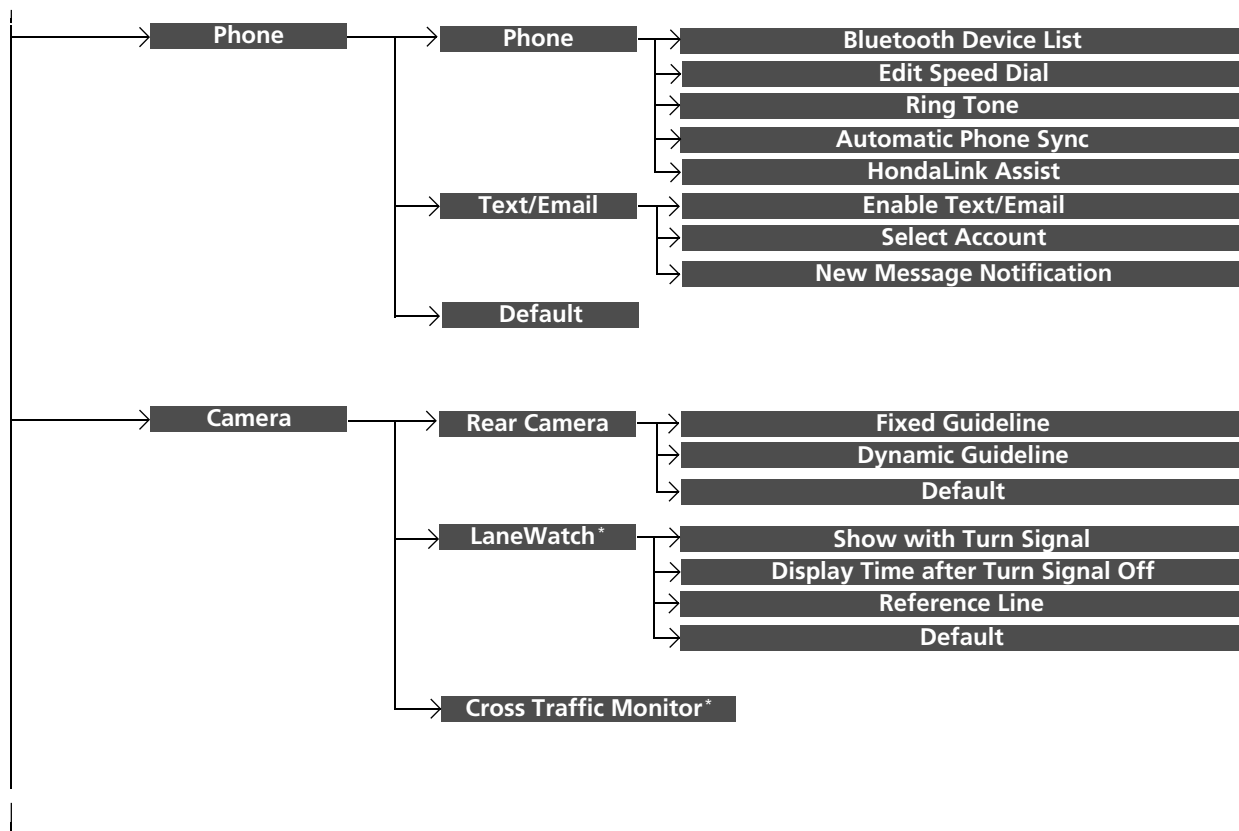 Phone
Phone
Bluetooth Device List
Edit Speed Dial
Ring Tone
Automatic Phone Sync
HondaLink Assist
Text/Email
Enable Text/Email
Select Account
New Message Notification
Default
Camera
Rear Camera
Fixed Guideline
Dynamic Guideline
Default
LaneWatch*
Show with Turn Signal
Display Time after Turn Signal Off
Reference Line
Default
Cross Traffic Monitor*